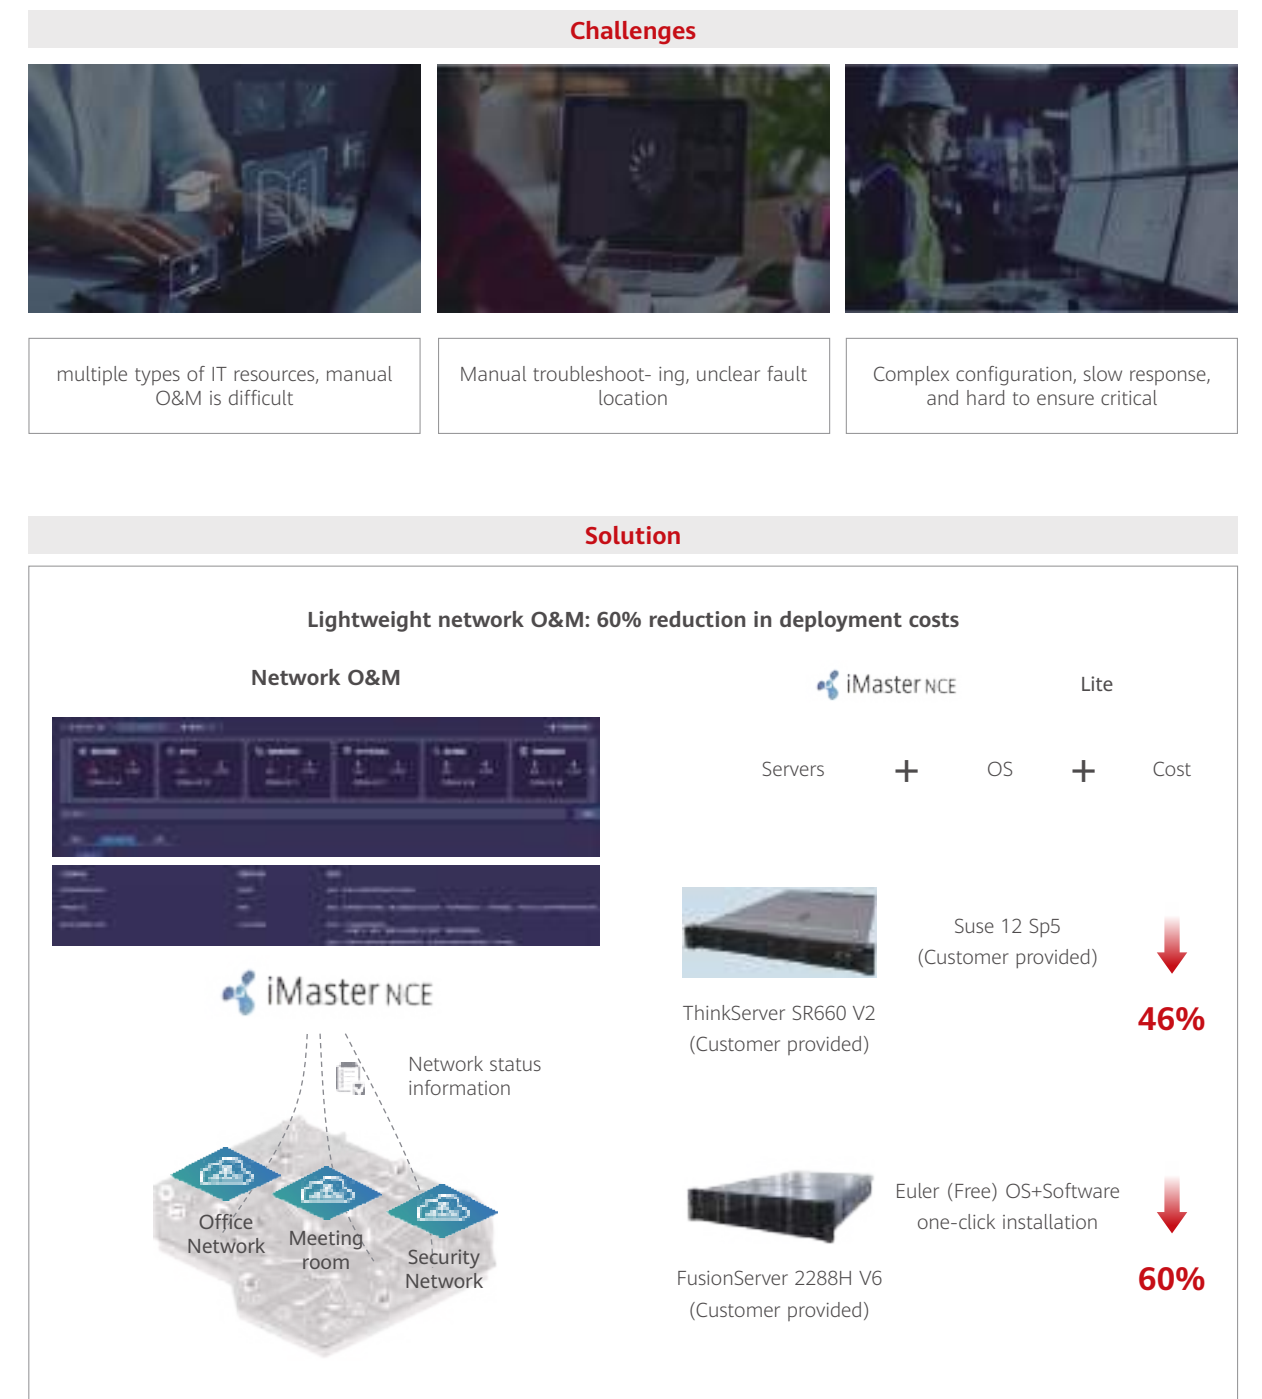 Challenges
multiple types of IT resources, manual
O&M is difficult
Manual troubleshoot- ing, unclear fault
location
Complex configuration, slow response,
and hard to ensure critical
Solution
Lightweight network O&M: 60% reduction in deployment costs
Network O&M
iMaster NCE
Network status
information
Office
Network
Meeting
room
Security
Network
iMaster NCE Lite
Servers + OS + Cost
Suse 12 Sp5
(Customer provided)
ThinkServer SR660 V2
(Customer provided)
46%
Euler (Free) OS+Software
one-click installation
FusionServer 2288H V6
(Customer provided)
60%